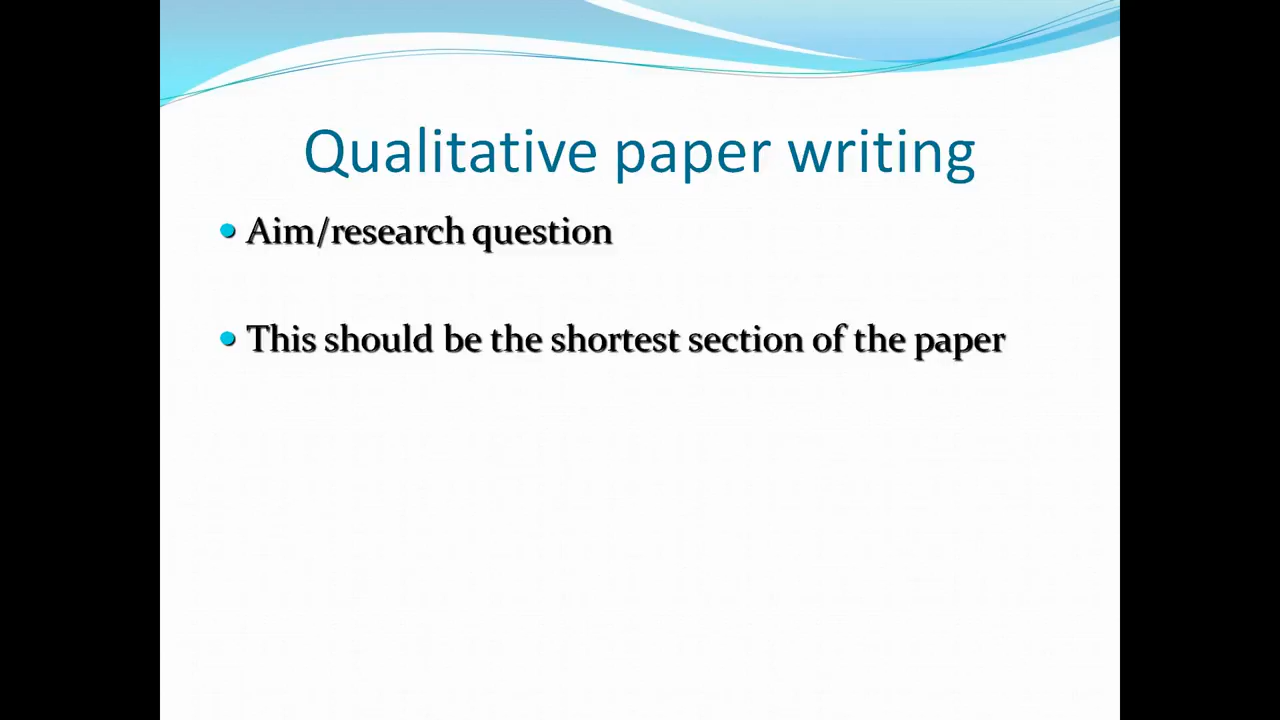 Qualitative paper writing
Aim/research question
This should be the shortest section of the paper